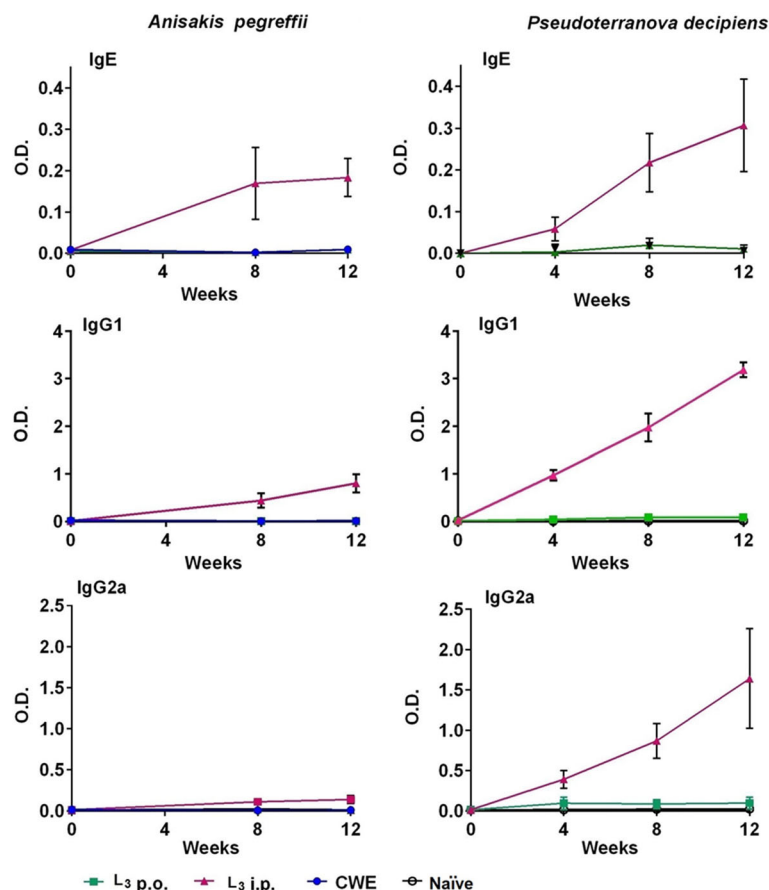 Anisakis pegreffii
Pseudoterranova decipiens
IgE
0.4
0.3
0.2
0.1
0.0
O.D.
0 4 8 12
Weeks
IgE
0.4
0.3
0.2
0.1
0.0
O.D.
0 4 8 12
Weeks
IgG1
4
3
2
1
0
O.D.
0 4 8 12
Weeks
IgG1
4
3
2
1
0
O.D.
0 4 8 12
Weeks
IgG2a
2.5
2.0
1.5
1.0
0.5
0.0
O.D.
0 4 8 12
Weeks
IgG2a
2.5
2.0
1.5
1.0
0.5
0.0
O.D.
0 4 8 12
Weeks
L3 p.o. L3 i.p. CWE Naïve